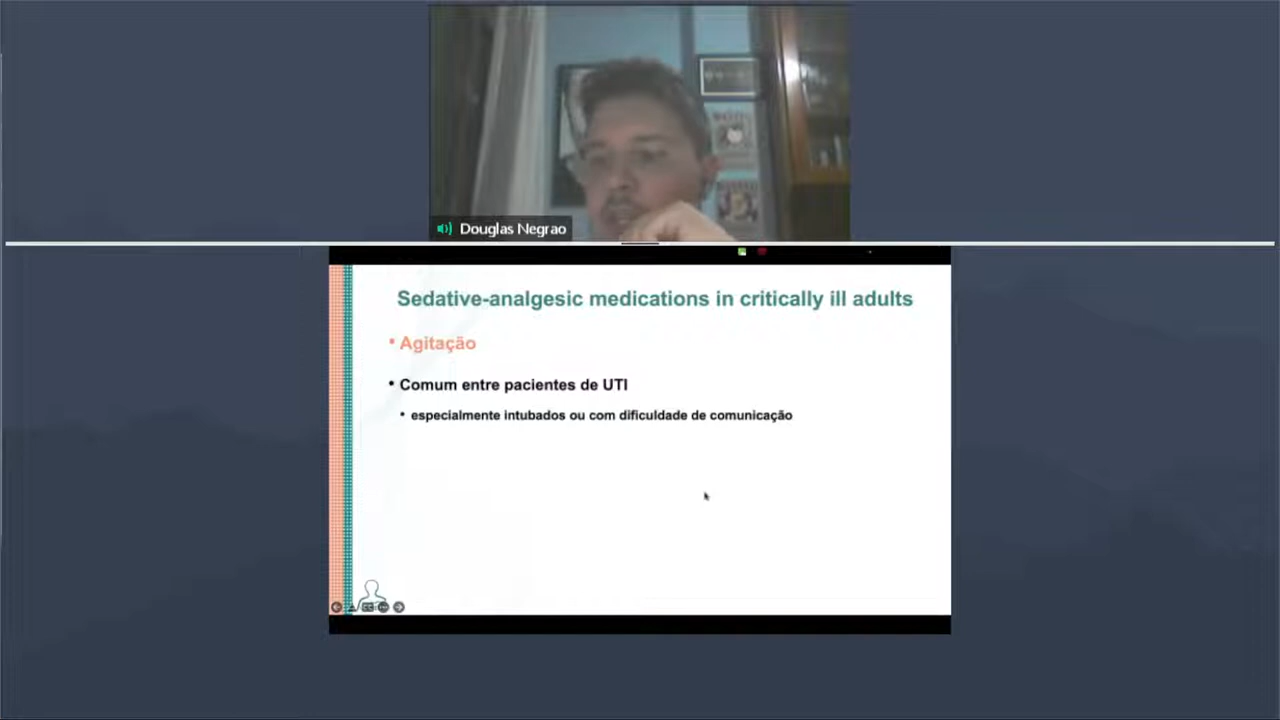 Douglas Negrao
Sedative-analgesic medications in critically ill adults
Agitação
Comum entre pacientes de UTI
especialmente intubados ou com dificuldade de comunicação